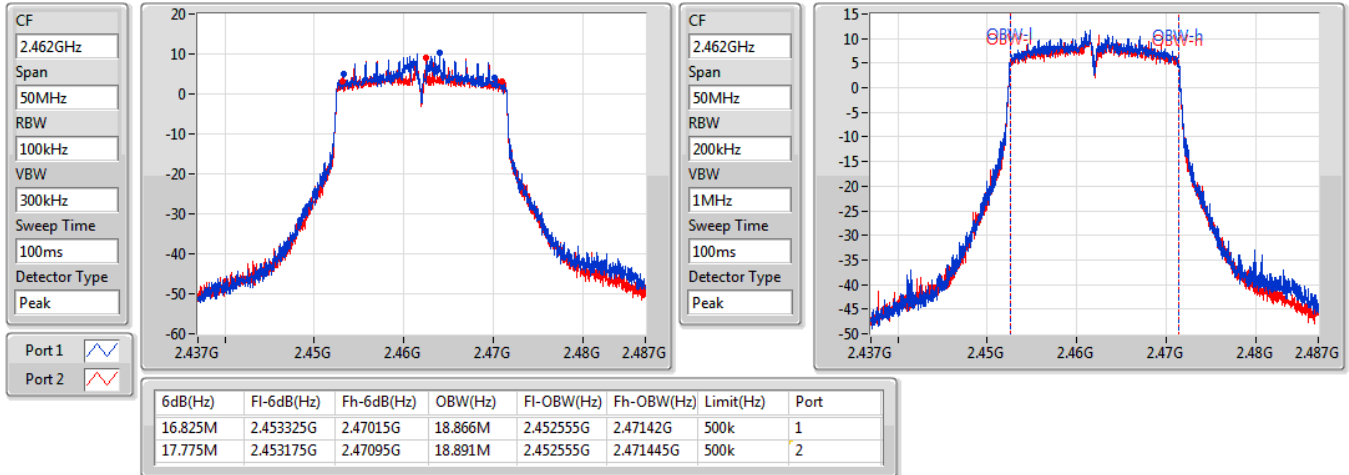 CF
2.462GHz
Span
50MHz
RBW
100kHz
VBW
300kHz
Sweep Time
100ms
Detector Type
Peak
Port 1
Port 2
20
10
0
-10
-20
-30
-40
-50
-60
2.437G 2.45G 2.46G 2.47G 2.48G 2.487G
CF
2.462GHz
Span
50MHz
RBW
200kHz
VBW
1MHz
Sweep Time
100ms
Detector Type
Peak
15
10
5
0
-5
-10
-15
-20
-25
-30
-35
-40
-45
-50
OBW-l OBW-h
2.437G 2.45G 2.46G 2.47G 2.48G 2.487G
6dB(Hz) Fl-6dB(Hz) Fh-6dB(Hz) OBW(Hz) Fl-OBW(Hz) Fh-OBW(Hz) Limit(Hz) Port
16.825M 2.453325G 2.47015G 18.866M 2.452555G 2.47142G 500k 1
17.775M 2.453175G 2.47095G 18.891M 2.452555G 2.471445G 500k 2